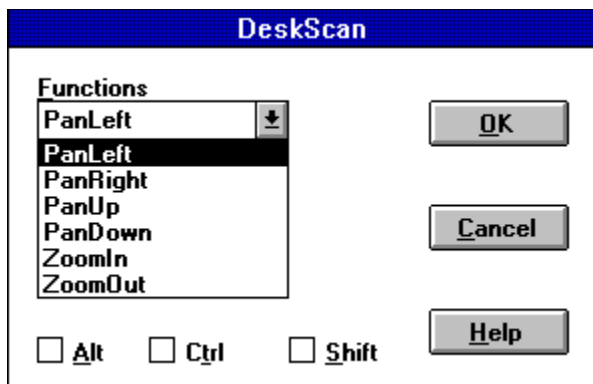 DeskScan
Functions
PanLeft
PanLeft
PanRight
PanUp
PanDown
ZoomIn
ZoomOut
Alt Ctrl Shift
OK
Cancel
Help